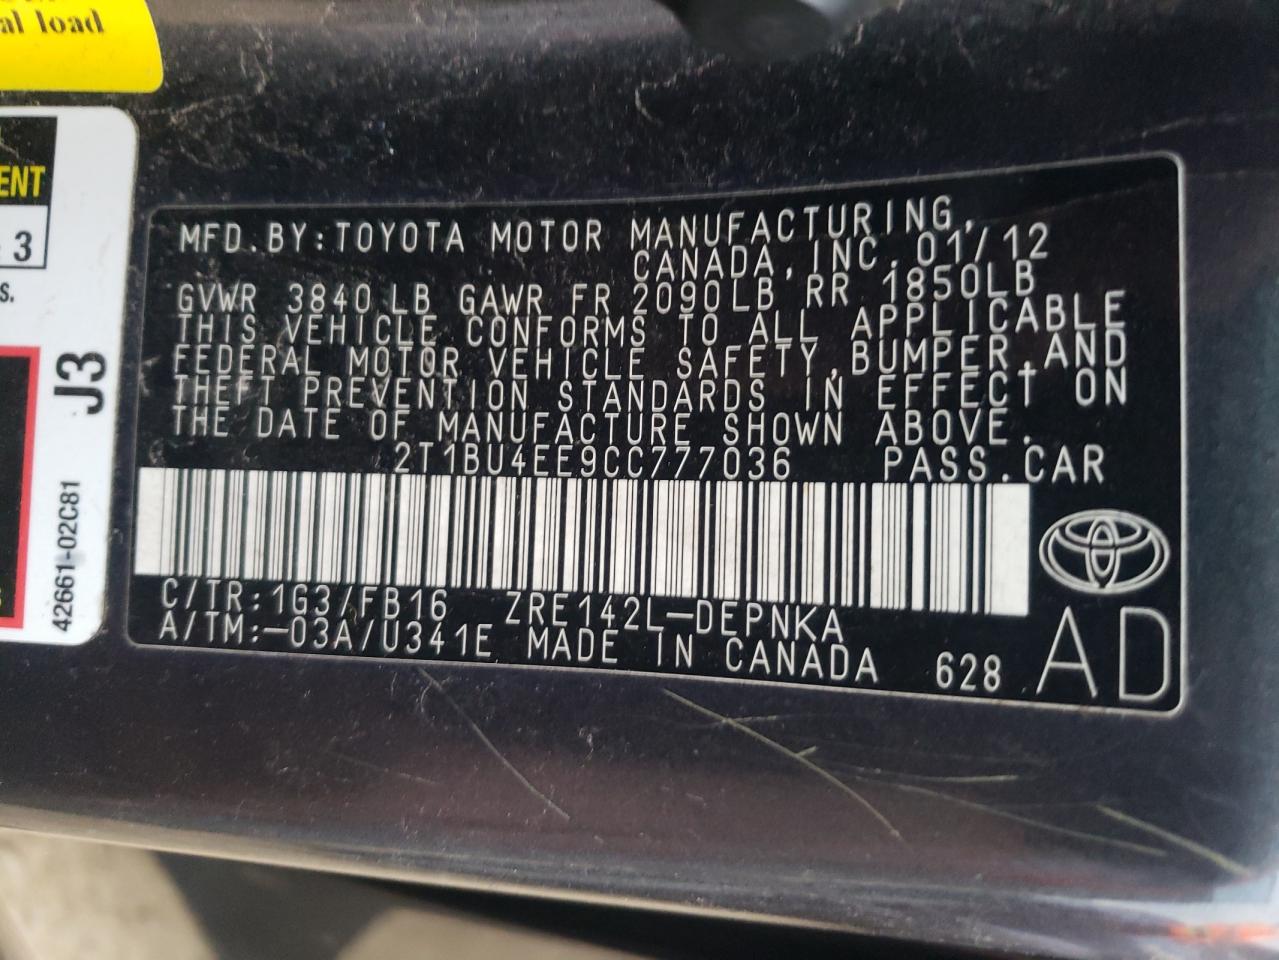 al load
ENT
3
s.
J3
42661-02C81
MFD.BY:TOYOTA MOTOR MANUFACTURING,
CANADA, INC. 01/12
GVWR 3840LB GAWR FR 2090LB RR 1850LB
THIS VEHICLE CONFORMS TO ALL APPLICABLE
FEDERAL MOTOR VEHICLE SAFETY,BUMPER,AND
THEFT PREVENTION STANDARDS IN EFFECT ON
THE DATE OF MANUFACTURE SHOWN ABOVE.
2T1BU4EE9CC777036 PASS.CAR
C/TR:1G3/FB16 ZRE142L-DEPNKA
A/TM:-03A/U341E MADE IN CANADA 628
AD